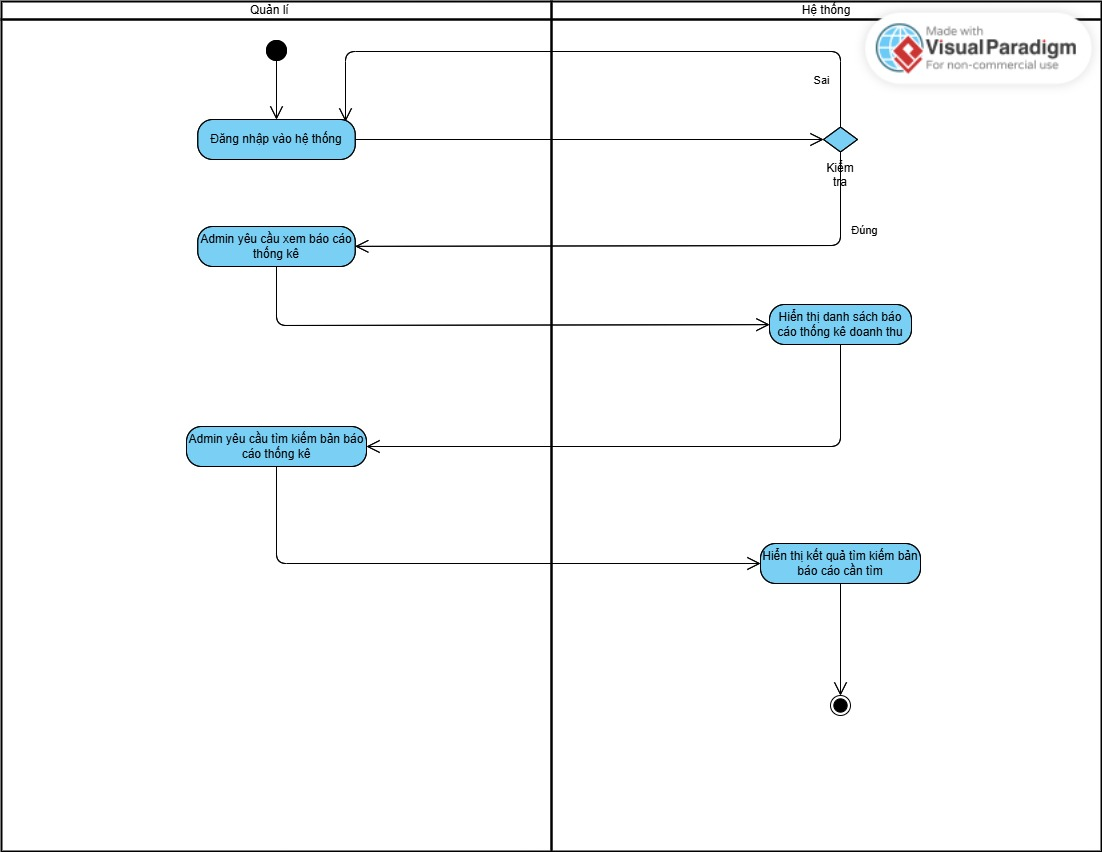 Quản lí
Hệ thống
Made with
VisualParadigm
For non-commercial use
Sai
Đăng nhập vào hệ thống
Kiểm
tra
Đúng
Admin yêu cầu xem báo cáo
thống kê
Hiển thị danh sách báo
cáo thống kê doanh thu
Admin yêu cầu tìm kiếm bản báo
cáo thống kê
Hiển thị kết quả tìm kiếm bản
báo cáo cần tìm